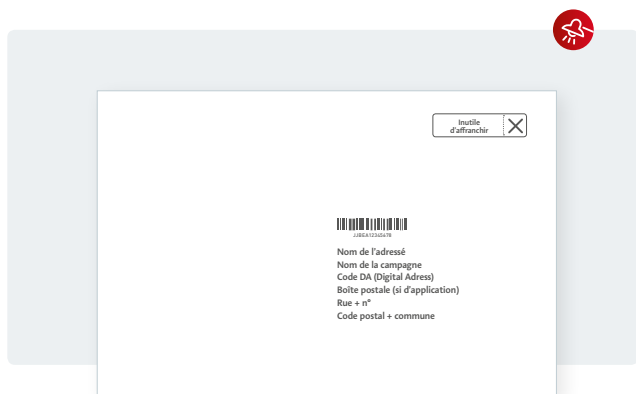 Inutile
d'affranchir
JJBEA12345678
Nom de l'adressé
Nom de la campagne
Code DA (Digital Adress)
Boîte postale (si d'application)
Rue + n°
Code postal + commune